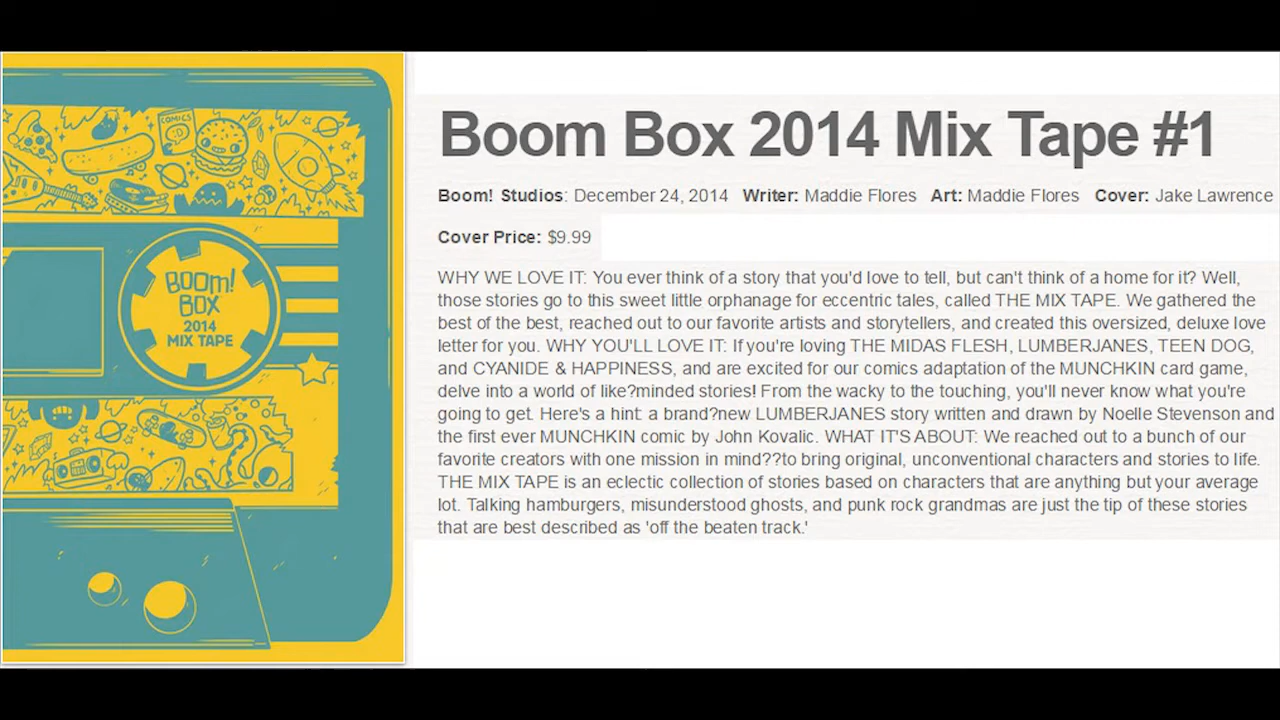 COMICS
:D
BOOM!
BOX
2014
MIX TAPE
Boom Box 2014 Mix Tape #1
Boom! Studios: December 24, 2014 Writer: Maddie Flores Art: Maddie Flores Cover: Jake Lawrence
Cover Price: $9.99
WHY WE LOVE IT: You ever think of a story that you'd love to tell, but can't think of a home for it? Well,
those stories go to this sweet little orphanage for eccentric tales, called THE MIX TAPE. We gathered the
best of the best, reached out to our favorite artists and storytellers, and created this oversized, deluxe love
letter for you. WHY YOU'LL LOVE IT: If you're loving THE MIDAS FLESH, LUMBERJANES, TEEN DOG,
and CYANIDE & HAPPINESS, and are excited for our comics adaptation of the MUNCHKIN card game,
delve into a world of like?minded stories! From the wacky to the touching, you'll never know what you're
going to get. Here's a hint: a brand?new LUMBERJANES story written and drawn by Noelle Stevenson and
the first ever MUNCHKIN comic by John Kovalic. WHAT IT'S ABOUT: We reached out to a bunch of our
favorite creators with one mission in mind??to bring original, unconventional characters and stories to life.
THE MIX TAPE is an eclectic collection of stories based on characters that are anything but your average
lot. Talking hamburgers, misunderstood ghosts, and punk rock grandmas are just the tip of these stories
that are best described as 'off the beaten track.'